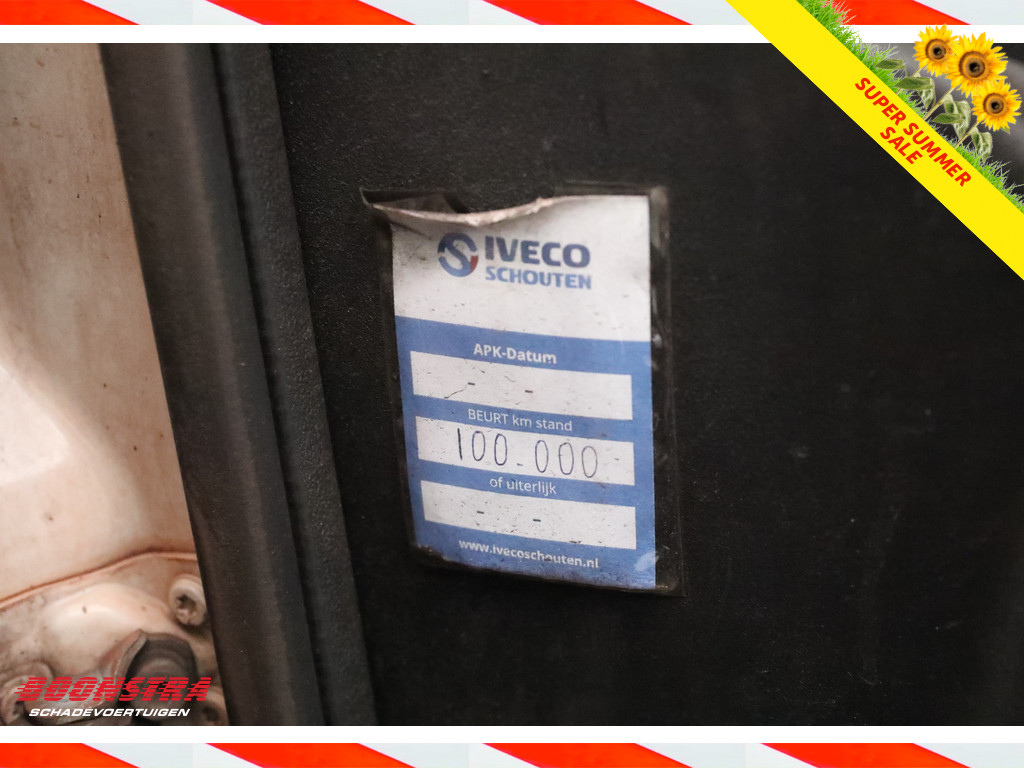 SUPER SUMMER
SALE
IVECO
SCHOUTEN
APK-Datum
- -
BEURT km stand
100.000
of uiterlijk
- -
www.ivecoschouten.nl
BOONSTRA
SCHADEVOERTUIGEN